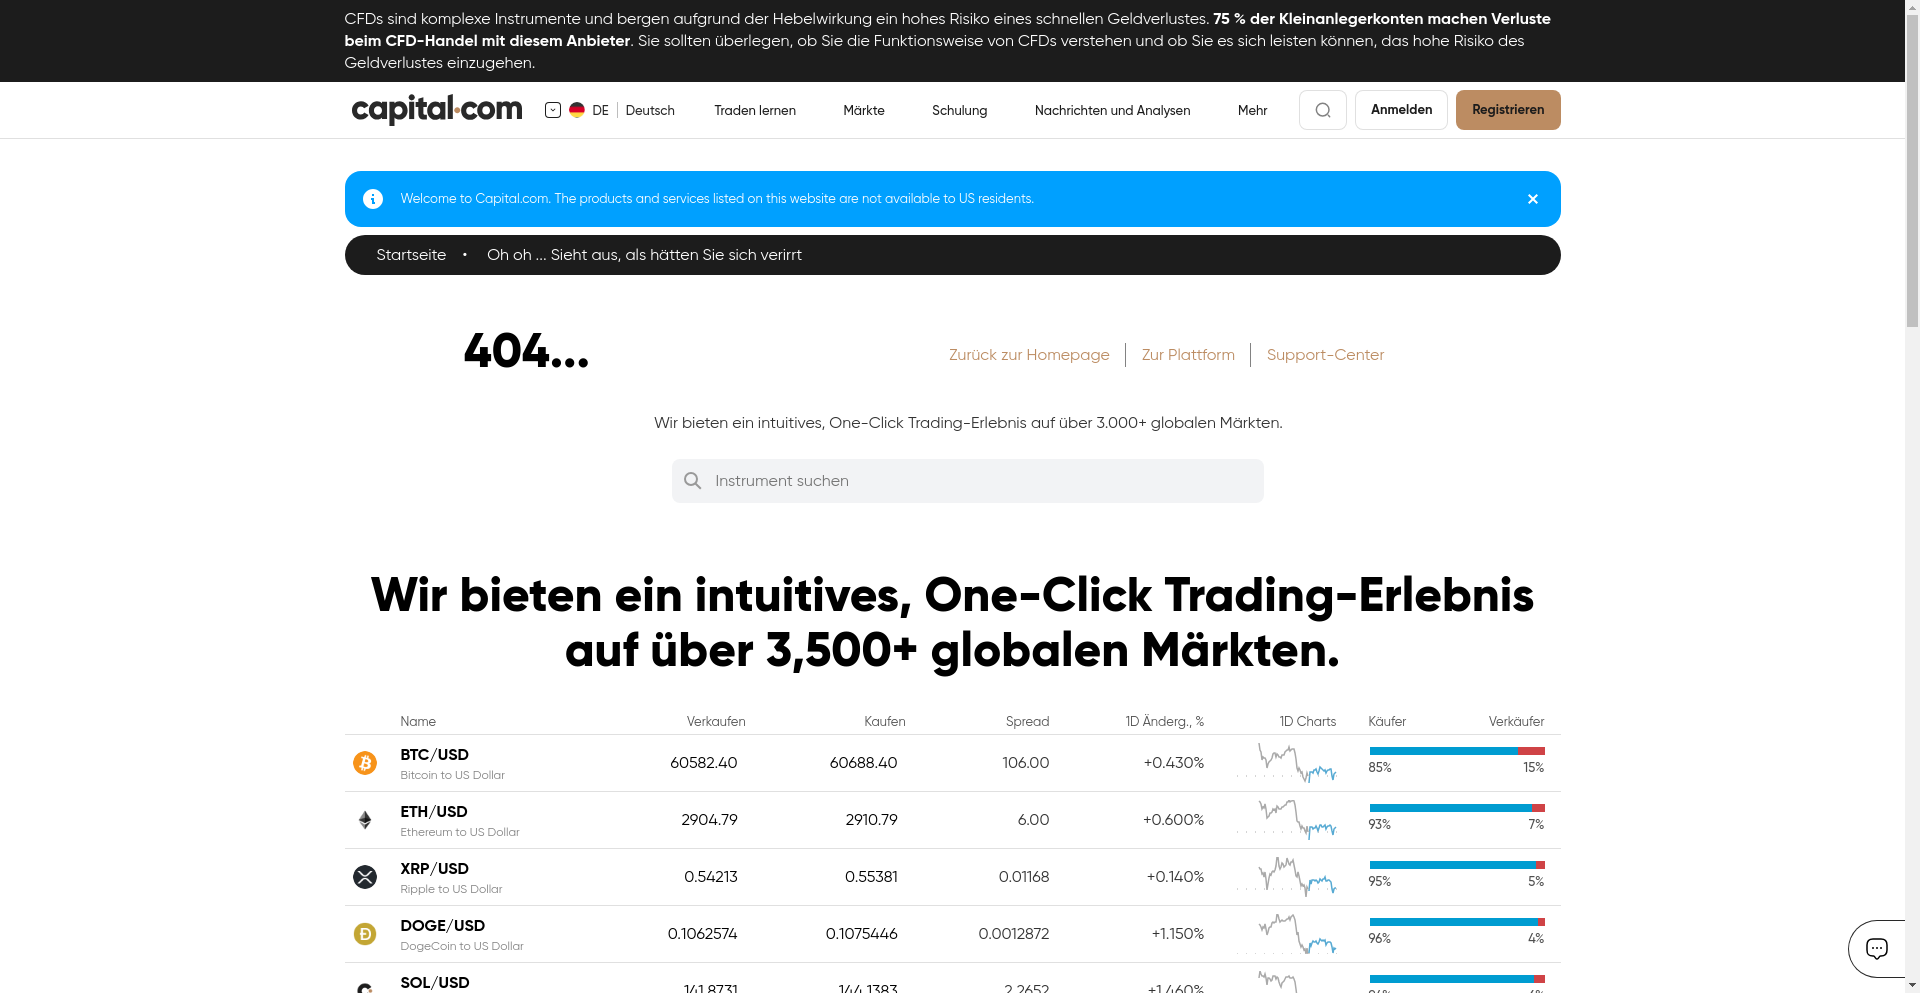 CFDs sind komplexe Instrumente und bergen aufgrund der Hebelwirkung ein hohes Risiko eines schnellen Geldverlustes. 75 % der Kleinanlegerkonten machen Verluste
beim CFD-Handel mit diesem Anbieter. Sie sollten überlegen, ob Sie die Funktionsweise von CFDs verstehen und ob Sie es sich leisten können, das hohe Risiko des
Geldverlustes einzugehen.
capital.com DE Deutsch Traden lernen Märkte Schulung Nachrichten und Analysen Mehr Anmelden Registrieren
Welcome to Capital.com. The products and services listed on this website are not available to US residents.
Startseite • Oh oh ... Sieht aus, als hätten Sie sich verirrt
404... Zurück zur Homepage Zur Plattform Support-Center
Wir bieten ein intuitives, One-Click Trading-Erlebnis auf über 3.000+ globalen Märkten.
Instrument suchen
Wir bieten ein intuitives, One-Click Trading-Erlebnis
auf über 3,500+ globalen Märkten.
Name Verkaufen Kaufen Spread 1D Änderg., % 1D Charts Käufer Verkäufer
BTC/USD 60582.40 60688.40 106.00 +0.430%
Bitcoin to US Dollar 85% 15%
ETH/USD 2904.79 2910.79 6.00 +0.600%
Ethereum to US Dollar 93% 7%
XRP/USD 0.54213 0.55381 0.01168 +0.140%
Ripple to US Dollar 95% 5%
DOGE/USD 0.1062574 0.1075446 0.0012872 +1.150%
DogeCoin to US Dollar 96% 4%
SOL/USD 141.8731 144.1383 2.2652 +1.460%